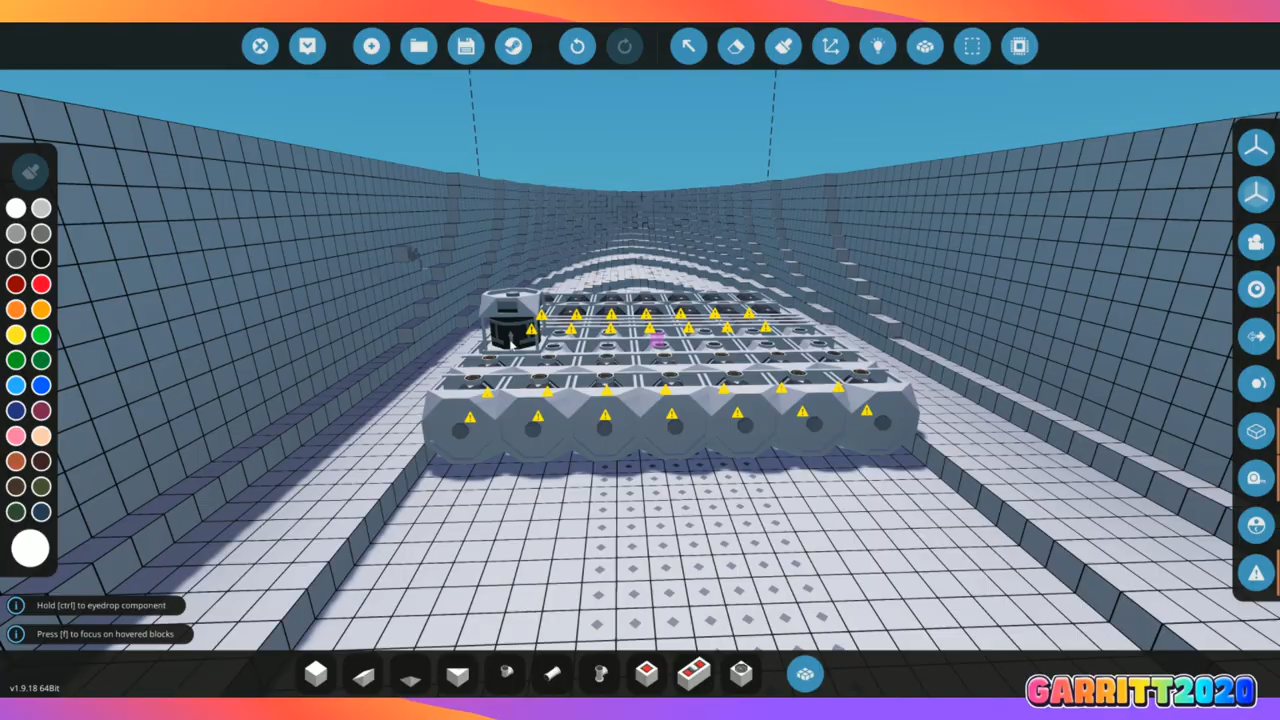 Hold [ctrl] to eyedrop component
Press [f] to focus on hovered blocks
v1.9.18 64Bit
GARRITT2020